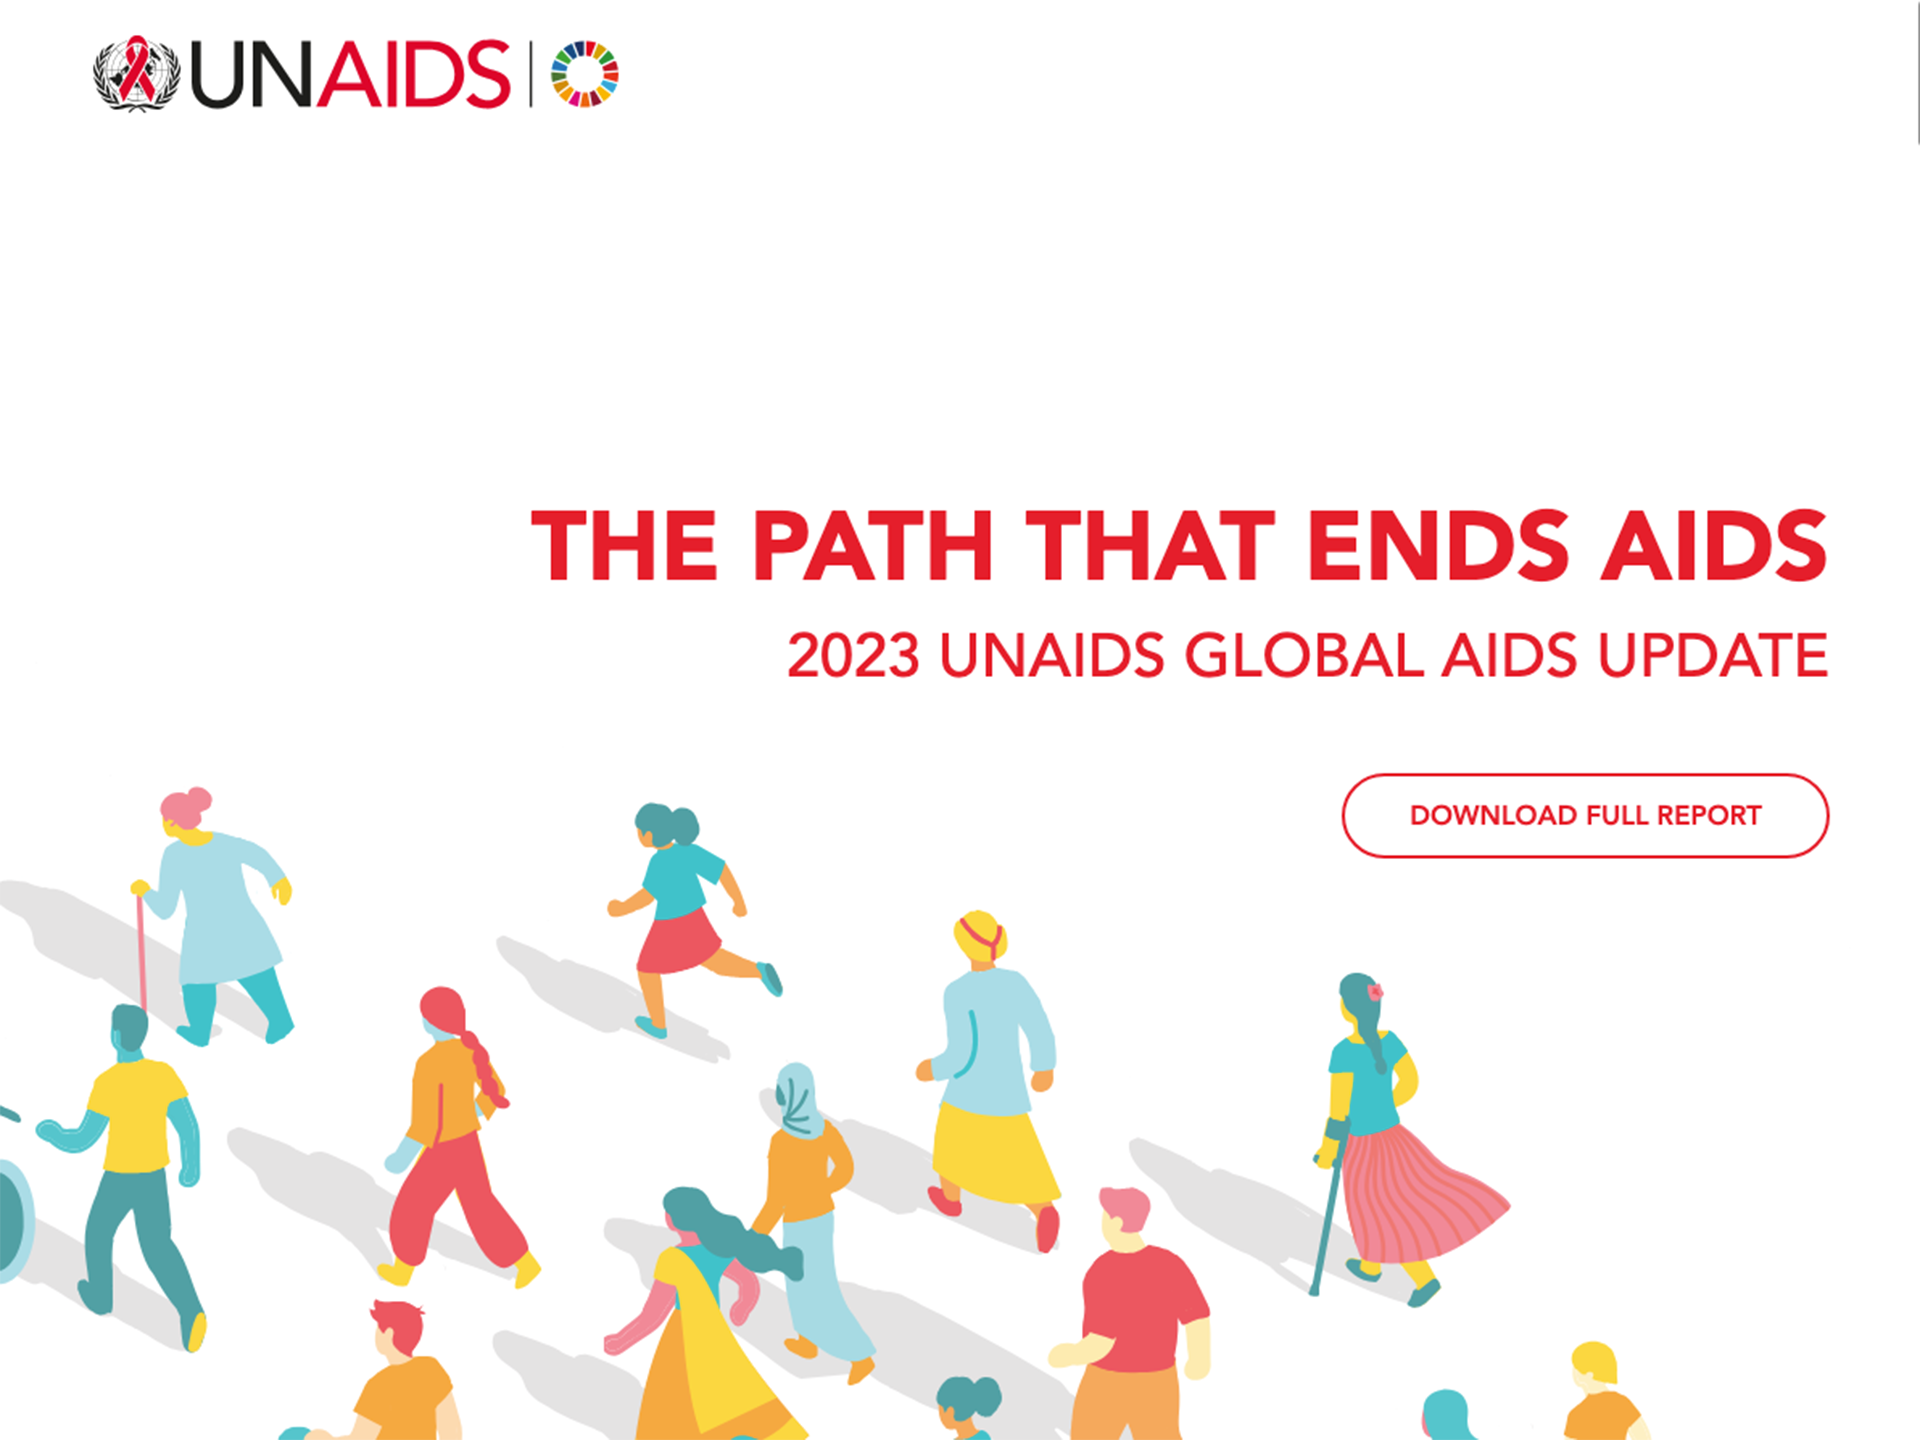 UNAIDS
THE PATH THAT ENDS AIDS
2023 UNAIDS GLOBAL AIDS UPDATE
DOWNLOAD FULL REPORT